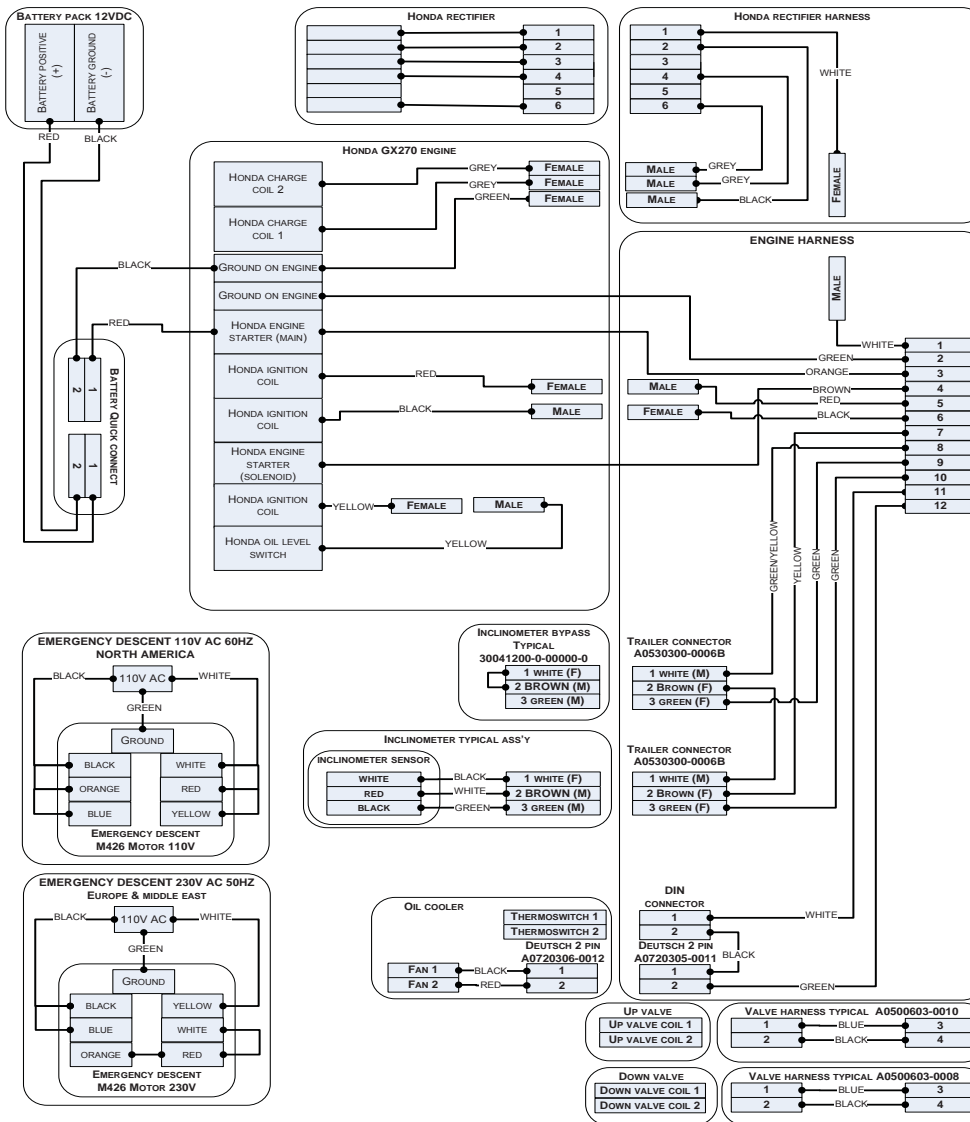 BATTERY PACK 12VDC
BATTERY POSITIVE
(+)
BATTERY GROUND
(-)
RED
BLACK
HONDA RECTIFIER
1
2
3
4
5
6
HONDA RECTIFIER HARNESS
1
2
3
4
5
6
WHITE
MALE
GREY
MALE
GREY
MALE
BLACK
FEMALE
HONDA GX270 ENGINE
HONDA CHARGE
COIL 2
GREY
FEMALE
GREY
FEMALE
GREEN
FEMALE
HONDA CHARGE
COIL 1
BLACK
GROUND ON ENGINE
GROUND ON ENGINE
RED
HONDA ENGINE
STARTER (MAIN)
HONDA IGNITION
COIL
RED
FEMALE
HONDA IGNITION
COIL
BLACK
MALE
HONDA ENGINE
STARTER
(SOLENOID)
HONDA IGNITION
COIL
YELLOW
FEMALE
MALE
HONDA OIL LEVEL
SWITCH
YELLOW
BATTERY QUICK CONNECT
1
2
1
2
ENGINE HARNESS
MALE
WHITE
1
GREEN
2
ORANGE
3
BROWN
4
MALE
RED
5
FEMALE
BLACK
6
7
8
9
10
11
12
GREEN/YELLOW
YELLOW
GREEN
GREEN
EMERGENCY DESCENT 110V AC 60HZ
NORTH AMERICA
BLACK
110V AC
WHITE
GREEN
GROUND
BLACK
WHITE
ORANGE
RED
BLUE
YELLOW
EMERGENCY DESCENT
M426 MOTOR 110V
INCLINOMETER BYPASS
TYPICAL
30041200-0-00000-0
1 WHITE (F)
2 BROWN (M)
3 GREEN (M)
TRAILER CONNECTOR
A0530300-0006B
1 WHITE (M)
2 BROWN (F)
3 GREEN (F)
INCLINOMETER TYPICAL ASS'Y
INCLINOMETER SENSOR
WHITE
BLACK
1 WHITE (F)
RED
WHITE
2 BROWN (M)
BLACK
GREEN
3 GREEN (M)
TRAILER CONNECTOR
A0530300-0006B
1 WHITE (M)
2 BROWN (F)
3 GREEN (F)
EMERGENCY DESCENT 230V AC 50HZ
EUROPE & MIDDLE EAST
BLACK
110V AC
WHITE
GREEN
GROUND
BLACK
YELLOW
BLUE
WHITE
ORANGE
RED
EMERGENCY DESCENT
M426 MOTOR 230V
OIL COOLER
THERMOSWITCH 1
THERMOSWITCH 2
DEUTSCH 2 PIN
A0720306-0012
FAN 1
BLACK
1
FAN 2
RED
2
DIN
CONNECTOR
1
WHITE
2
BLACK
DEUTSCH 2 PIN
A0720305-0011
1
2
GREEN
UP VALVE
UP VALVE COIL 1
UP VALVE COIL 2
VALVE HARNESS TYPICAL A0500603-0010
1
BLUE
3
2
BLACK
4
DOWN VALVE
DOWN VALVE COIL 1
DOWN VALVE COIL 2
VALVE HARNESS TYPICAL A0500603-0008
1
BLUE
3
2
BLACK
4